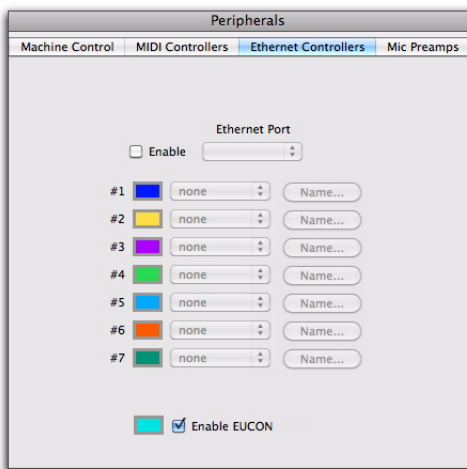 Peripherals
Machine Control MIDI Controllers Ethernet Controllers Mic Preamps
Ethernet Port
Enable
#1 none Name...
#2 none Name...
#3 none Name...
#4 none Name...
#5 none Name...
#6 none Name...
#7 none Name...
Enable EUCON